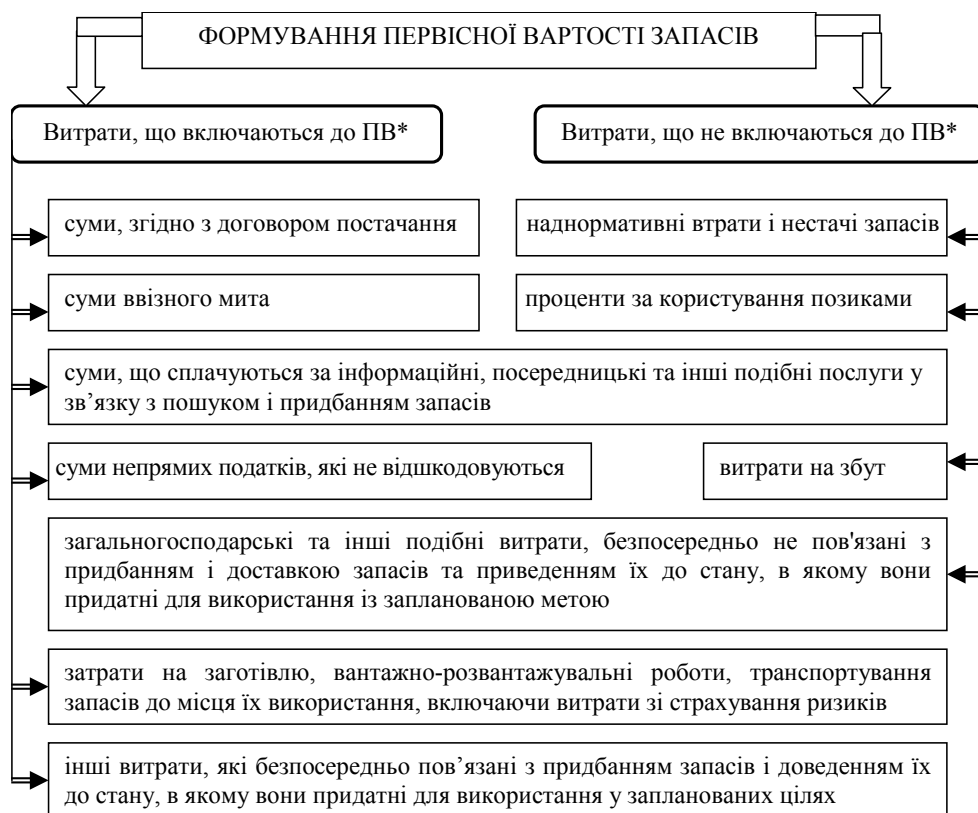 ФОРМУВАННЯ ПЕРВІСНОЇ ВАРТОСТІ ЗАПАСІВ
Витрати, що включаються до ПВ*
Витрати, що не включаються до ПВ*
суми, згідно з договором постачання
наднормативні втрати і нестачі запасів
суми ввізного мита
проценти за користування позиками
суми, що сплачуються за інформаційні, посередницькі та інші подібні послуги у
зв’язку з пошуком і придбанням запасів
суми непрямих податків, які не відшкодовуються
витрати на збут
загальногосподарські та інші подібні витрати, безпосередньо не пов'язані з
придбанням і доставкою запасів та приведенням їх до стану, в якому вони
придатні для використання із запланованою метою
затрати на заготівлю, вантажно-розвантажувальні роботи, транспортування
запасів до місця їх використання, включаючи витрати зі страхування ризиків
інші витрати, які безпосередньо пов’язані з придбанням запасів і доведенням їх
до стану, в якому вони придатні для використання у запланованих цілях